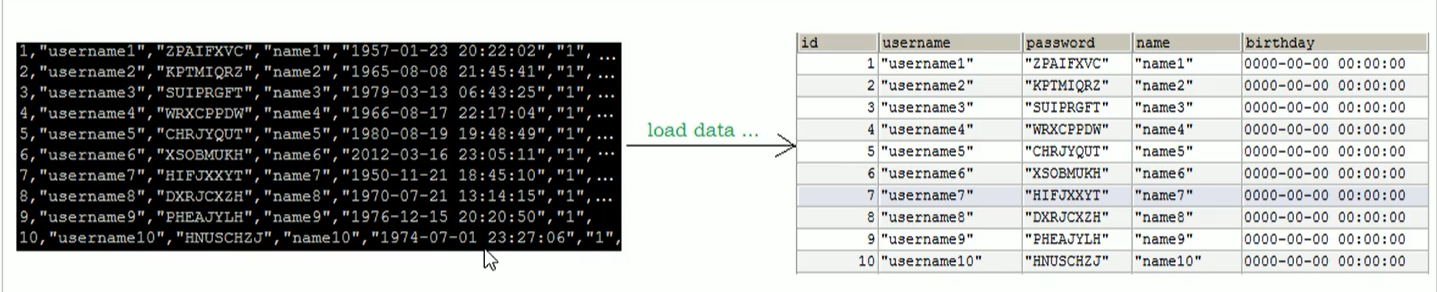 1,"username1","ZPAIFXVC","name1","1957-01-23 20:22:02","1",...
2,"username2","KPTMIQRZ","name2","1965-08-08 21:45:41","1",...
3,"username3","SUIPRGFT","name3","1979-03-13 06:43:25","1",...
4,"username4","WRXCPPDW","name4","1966-08-17 22:17:04","1",...
5,"username5","CHRJYQUT","name5","1980-08-19 19:48:49","1",...
6,"username6","XSOBMUKH","name6","2012-03-16 23:05:11","1",...
7,"username7","HIFJXXYT","name7","1950-11-21 18:45:10","1",...
8,"username8","DXRJCXZH","name8","1970-07-21 13:14:15","1",...
9,"username9","PHEAJYLH","name9","1976-12-15 20:20:50","1",
10,"username10","HNUSCHZJ","name10","1974-07-01 23:27:06","1",
load data ...
id username password name birthday
1 "username1" "ZPAIFXVC" "name1" 0000-00-00 00:00:00
2 "username2" "KPTMIQRZ" "name2" 0000-00-00 00:00:00
3 "username3" "SUIPRGFT" "name3" 0000-00-00 00:00:00
4 "username4" "WRXCPPDW" "name4" 0000-00-00 00:00:00
5 "username5" "CHRJYQUT" "name5" 0000-00-00 00:00:00
6 "username6" "XSOBMUKH" "name6" 0000-00-00 00:00:00
7 "username7" "HIFJXXYT" "name7" 0000-00-00 00:00:00
8 "username8" "DXRJCXZH" "name8" 0000-00-00 00:00:00
9 "username9" "PHEAJYLH" "name9" 0000-00-00 00:00:00
10 "username10" "HNUSCHZJ" "name10" 0000-00-00 00:00:00